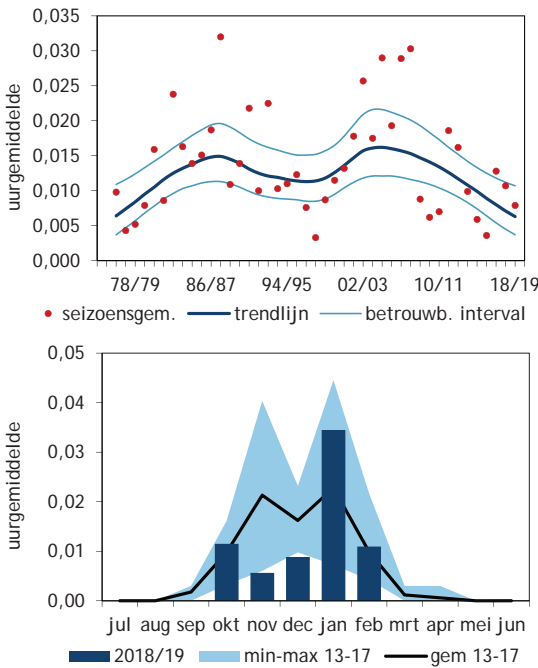 uurgemiddelde
0,035
0,030
0,025
0,020
0,015
0,010
0,005
0,000
78/79 86/87 94/95 02/03 10/11 18/19
seizoensgem. trendlijn betrouwb. interval
uurgemiddelde
0,05
0,04
0,03
0,02
0,01
0,00
jul aug sep okt nov dec jan feb mrt apr mei jun
2018/19 min-max 13-17 gem 13-17